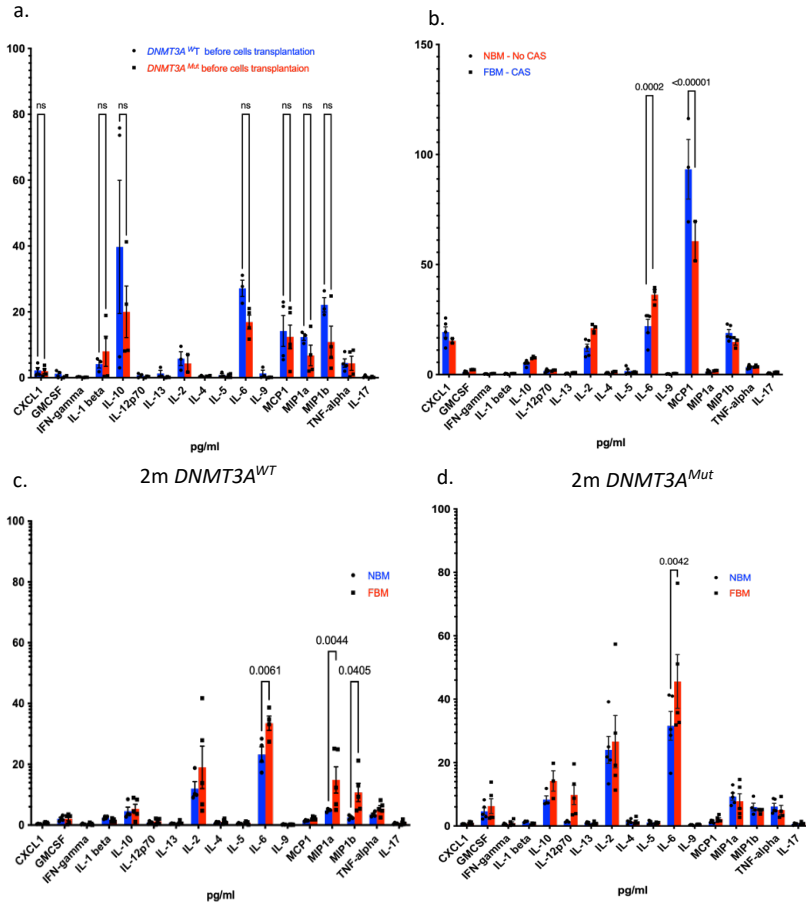 a.
100
80
60
40
20
0
DNMT3A WT before cells transplantation
DNMT3A Mut before cells transplantaion
ns
ns
ns
ns
ns
ns
ns
CXCL1
GMCSF
IFN-gamma
IL-1 beta
IL-10
IL-12p70
IL-13
IL-2
IL-4
IL-5
IL-6
IL-9
MCP1
MIP1a
MIP1b
TNF-alpha
IL-17
pg/ml
b.
150
100
50
0
NBM - No CAS
FBM - CAS
0.0002
<0.00001
CXCL1
GMCSF
IFN-gamma
IL-1 beta
IL-10
IL-12p70
IL-13
IL-2
IL-4
IL-5
IL-6
IL-9
MCP1
MIP1a
MIP1b
TNF-alpha
IL-17
pg/ml
c.
2m DNMT3A WT
100
80
60
40
20
0
NBM
FBM
0.0061
0.0044
0.0405
CXCL1
GMCSF
IFN-gamma
IL-1 beta
IL-10
IL-12p70
IL-13
IL-2
IL-4
IL-5
IL-6
IL-9
MCP1
MIP1a
MIP1b
TNF-alpha
IL-17
pg/ml
d.
2m DNMT3A Mut
100
80
60
40
20
0
NBM
FBM
0.0042
CXCL1
GMCSF
IFN-gamma
IL-1 beta
IL-10
IL-12p70
IL-13
IL-2
IL-4
IL-5
IL-6
IL-9
MCP1
MIP1a
MIP1b
TNF-alpha
IL-17
pg/ml